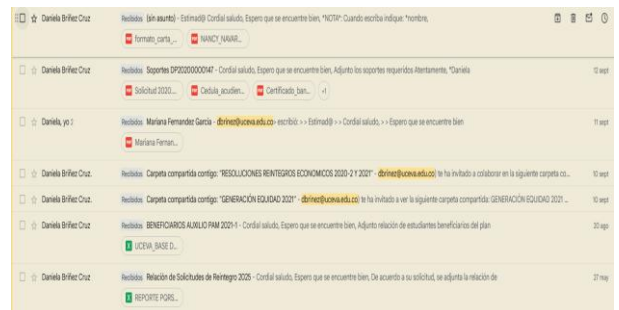 Daniela Briñez Cruz Recibidos (sin asunto) - Estimad@ Cordial saludo, Espero que se encuentre bien, *NOTA*: Cuando escriba indique: *nombre,
formato_carta_... NANCY_NAVAR...
Daniela Briñez Cruz Recibidos Soportes DP20200000147 - Cordial saludo, Espero que se encuentre bien, Adjunto los soportes requeridos Atentamente, *Daniela 12 sept
Solicitud 2020.... Cedula_acudien... Certificado_ban... +1
Daniela, yo 2 Recibidos Mariana Fernandez Garcia - dbrinez@uceva.edu.co> escribió: > > Estimad@ > > Cordial saludo, > > Espero que se encuentre bien 11 sept
Mariana Fernan...
Daniela Briñez Cruz. Recibidos Carpeta compartida contigo: "RESOLUCIONES REINTEGROS ECONOMICOS 2020-2 Y 2021" - dbrinez@uceva.edu.co) te ha invitado a colaborar en la siguiente carpeta co... 10 sept
Daniela Briñez Cruz. Recibidos Carpeta compartida contigo: "GENERACIÓN EQUIDAD 2021" - dbrinez@uceva.edu.co) te ha invitado a ver la siguiente carpeta compartida: GENERACIÓN EQUIDAD 2021 ... 10 sept
Daniela Briñez Cruz Recibidos BENEFICIARIOS AUXILIO PAM 2021-1 - Cordial saludo, Espero que se encuentre bien, Adjunto relación de estudiantes beneficiarios del plan 20 ago
UCEVA_BASE D...
Daniela Briñez Cruz Recibidos Relación de Solicitudes de Reintegro 2025 - Cordial saludo, Espero que se encuentre bien, De acuerdo a su solicitud, se adjunta la relación de 27 may
REPORTE PQRS...